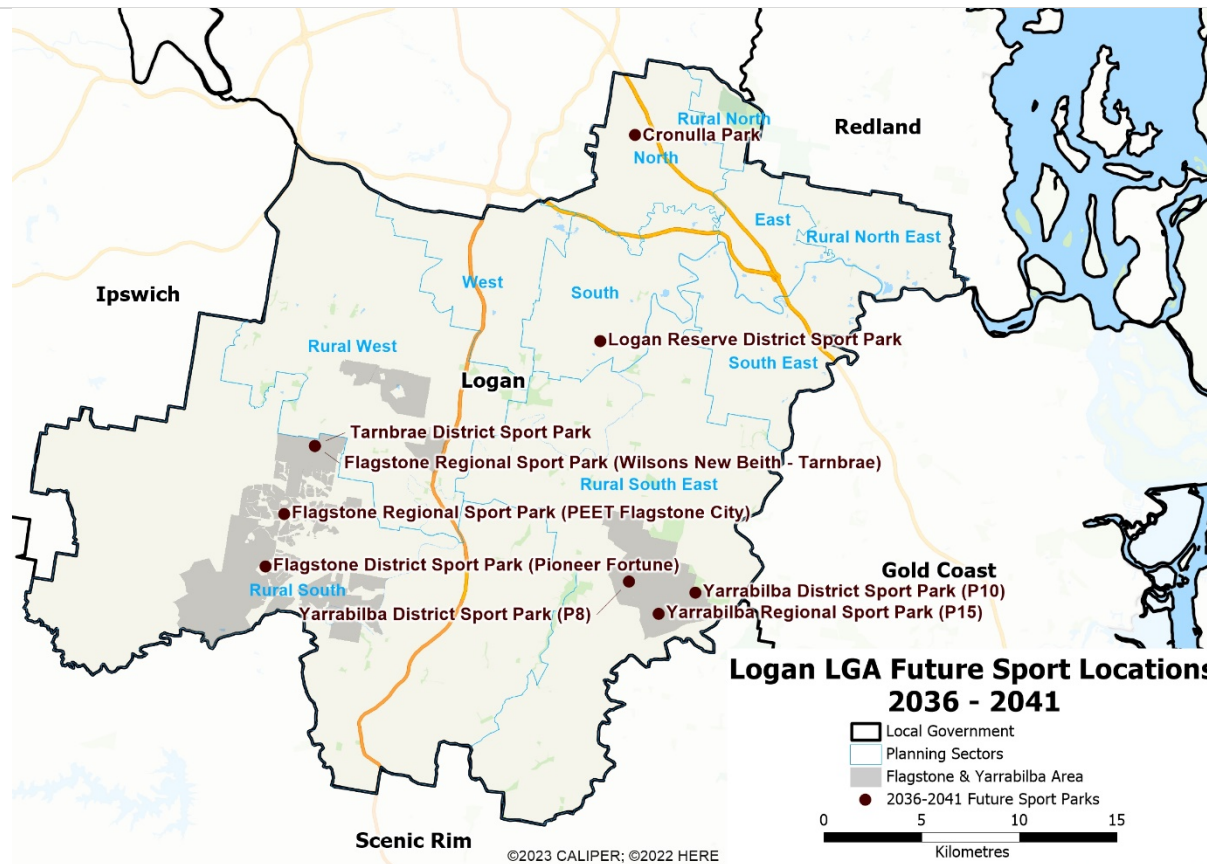 Rural North
Redland
Cronulla Park
North
East
Rural North East
West
South
Ipswich
Logan Reserve District Sport Park
Rural West
South East
Logan
Tarnbrae District Sport Park
Flagstone Regional Sport Park (Wilsons New Beith - Tarnbrae)
Rural South East
Flagstone Regional Sport Park (PEET Flagstone City)
Flagstone District Sport Park (Pioneer Fortune)
Gold Coast
Rural South
Yarrabilba District Sport Park (P10)
Yarrabilba District Sport Park (P8)
Yarrabilba Regional Sport Park (P15)
Logan LGA Future Sport Locations
2036 - 2041
Local Government
Planning Sectors
Flagstone & Yarrabilba Area
2036-2041 Future Sport Parks
0 5 10 15
Kilometres
Scenic Rim
©2023 CALIPER; ©2022 HERE